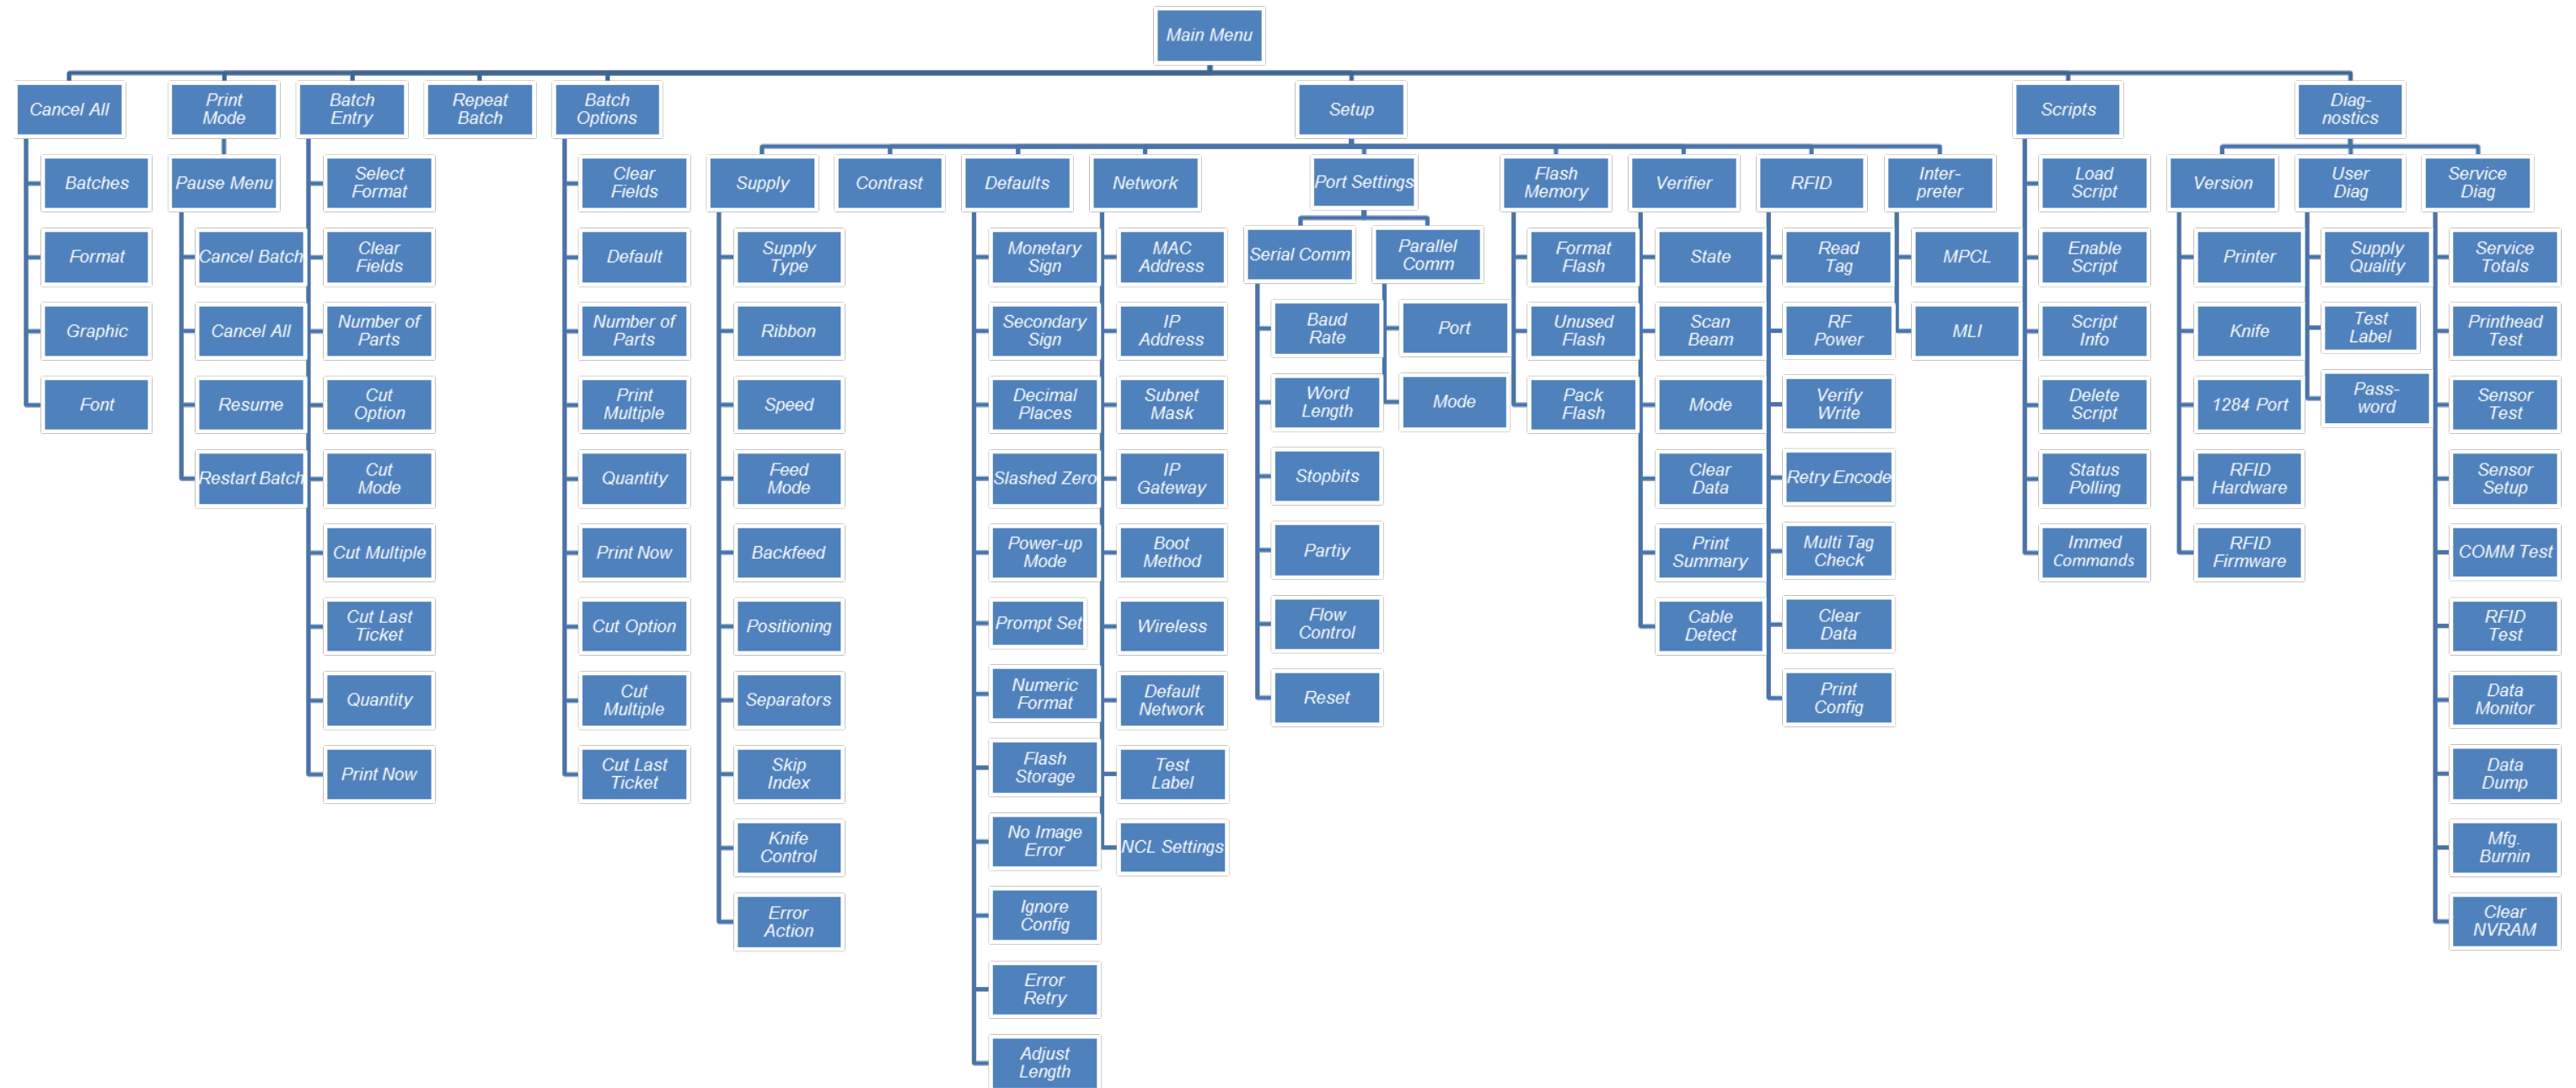 Main Menu
Cancel All
Print
Mode
Batch
Entry
Repeat
Batch
Batch
Options
Setup
Scripts
Diag-
nostics
Batches
Format
Graphic
Font
Pause Menu
Cancel Batch
Cancel All
Resume
Restart Batch
Select
Format
Clear
Fields
Number of
Parts
Cut
Option
Cut
Mode
Cut Multiple
Cut Last
Ticket
Quantity
Print Now
Clear
Fields
Default
Number of
Parts
Print
Multiple
Quantity
Print Now
Cut Option
Cut
Multiple
Cut Last
Ticket
Supply
Supply
Type
Ribbon
Speed
Feed
Mode
Backfeed
Positioning
Separators
Skip
Index
Knife
Control
Error
Action
Contrast
Defaults
Monetary
Sign
Secondary
Sign
Decimal
Places
Slashed Zero
Power-up
Mode
Prompt Set
Numeric
Format
Flash
Storage
No Image
Error
Ignore
Config
Error
Retry
Adjust
Length
Network
MAC
Address
IP
Address
Subnet
Mask
IP
Gateway
Boot
Method
Wireless
Default
Network
Test
Label
NCL Settings
Port Settings
Serial Comm
Baud
Rate
Word
Length
Stopbits
Partiy
Flow
Control
Reset
Parallel
Comm
Port
Mode
Flash
Memory
Format
Flash
Unused
Flash
Pack
Flash
Verifier
State
Scan
Beam
Mode
Clear
Data
Print
Summary
Cable
Detect
RFID
Read
Tag
RF
Power
Verify
Write
Retry Encode
Multi Tag
Check
Clear
Data
Print
Config
Inter-
preter
MPCL
MLI
Load
Script
Enable
Script
Script
Info
Delete
Script
Status
Polling
Immed
Commands
Version
Printer
Knife
1284 Port
RFID
Hardware
RFID
Firmware
User
Diag
Supply
Quality
Test
Label
Pass-
word
Service
Diag
Service
Totals
Printhead
Test
Sensor
Test
Sensor
Setup
COMM Test
RFID
Test
Data
Monitor
Data
Dump
Mfg.
Burnin
Clear
NVRAM